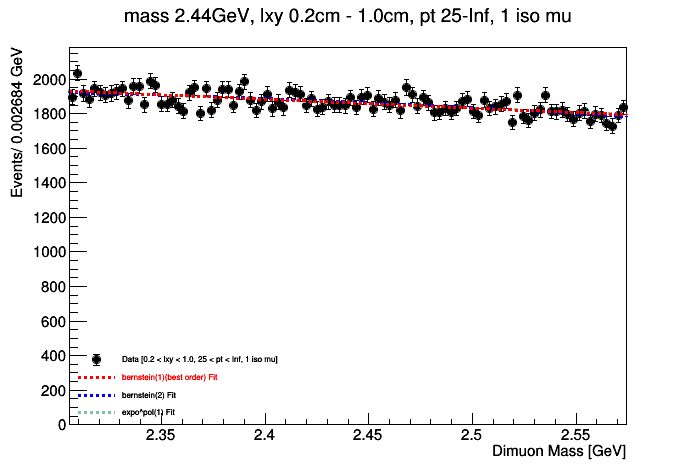 mass 2.44GeV, lxy 0.2cm - 1.0cm, pt 25-Inf, 1 iso mu
Events/ 0.002684 GeV
2000
1800
1600
1400
1200
1000
800
600
400
200
0
Data [0.2 < lxy < 1.0, 25 < pt < Inf, 1 iso mu]
bernstein(1)(best order) Fit
bernstein(2) Fit
expo^pol(1) Fit
2.35
2.4
2.45
2.5
2.55
Dimuon Mass [GeV]